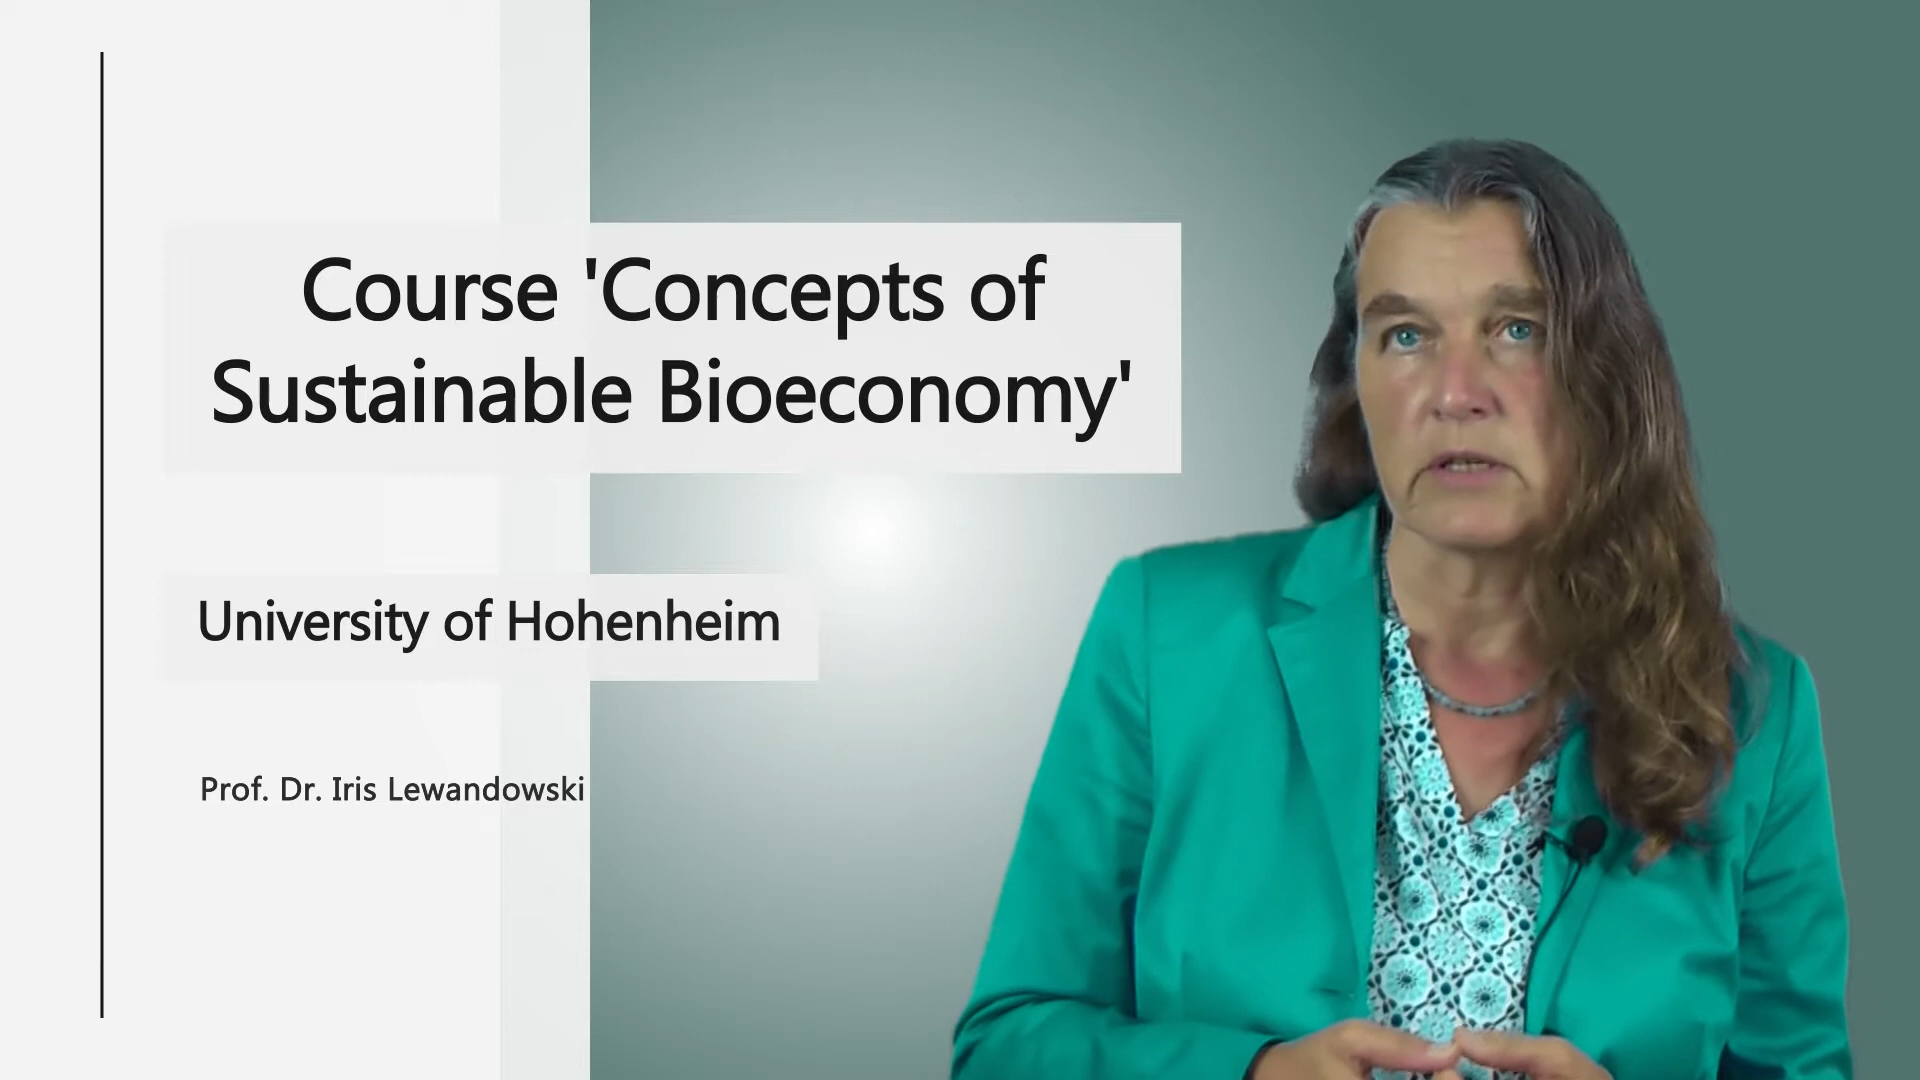 Course 'Concepts of
Sustainable Bioeconomy'
University of Hohenheim
Prof. Dr. Iris Lewandowski